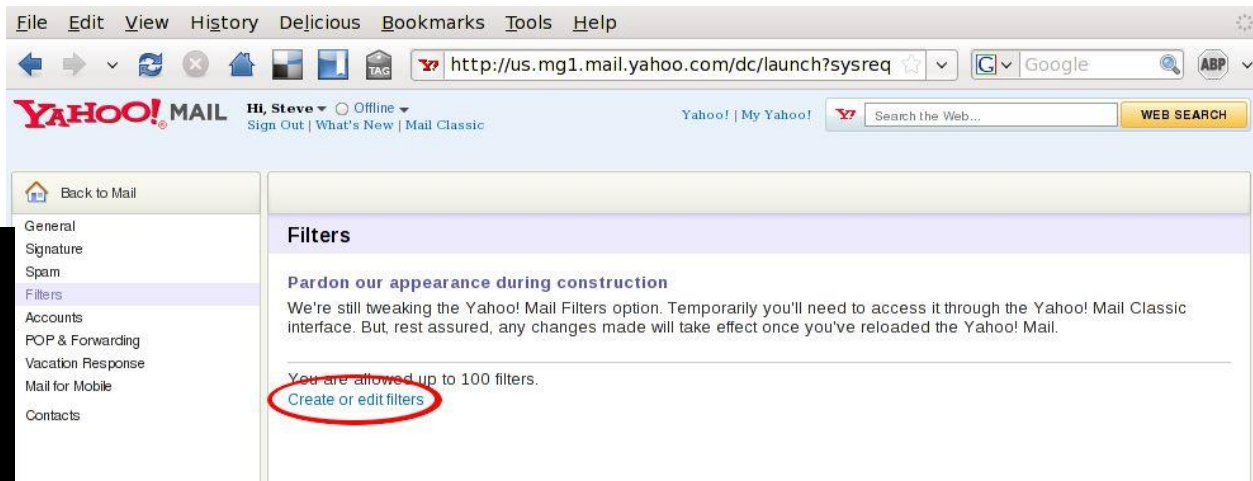 File Edit View History Delicious Bookmarks Tools Help
TAG http://us.mg1.mail.yahoo.com/dc/launch?sysreq G Google ABP
YAHOO! MAIL Hi, Steve Offline Yahoo! | My Yahoo! Y! Search the Web... WEB SEARCH
Sign Out | What's New | Mail Classic
Back to Mail
General
Signature
Spam
Filters
Accounts
POP & Forwarding
Vacation Response
Mail for Mobile
Contacts
Filters
Pardon our appearance during construction
We're still tweaking the Yahoo! Mail Filters option. Temporarily you'll need to access it through the Yahoo! Mail Classic
interface. But, rest assured, any changes made will take effect once you've reloaded the Yahoo! Mail.
You are allowed up to 100 filters.
Create or edit filters